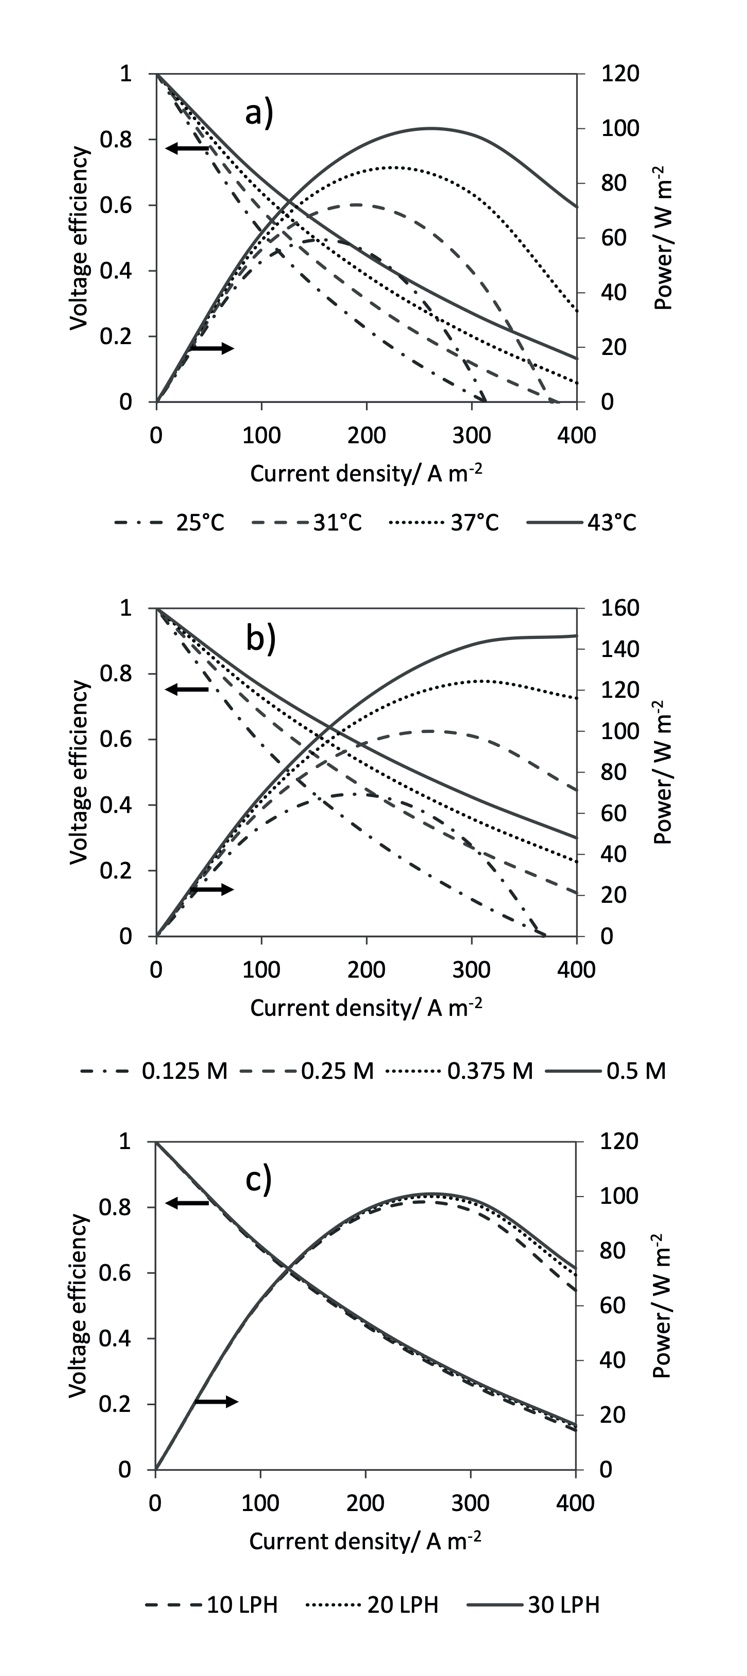 a)
1
0.8
0.6
0.4
0.2
0
Voltage efficiency
120
100
80
60
40
20
0
Power/ W m-2
0 100 200 300 400
Current density/ A m-2
25°C 31°C 37°C 43°C
b)
1
0.8
0.6
0.4
0.2
0
Voltage efficiency
160
140
120
100
80
60
40
20
0
Power/ W m-2
0 100 200 300 400
Current density/ A m-2
0.125 M 0.25 M 0.375 M 0.5 M
c)
1
0.8
0.6
0.4
0.2
0
Voltage efficiency
120
100
80
60
40
20
0
Power/ W m-2
0 100 200 300 400
Current density/ A m-2
10 LPH 20 LPH 30 LPH